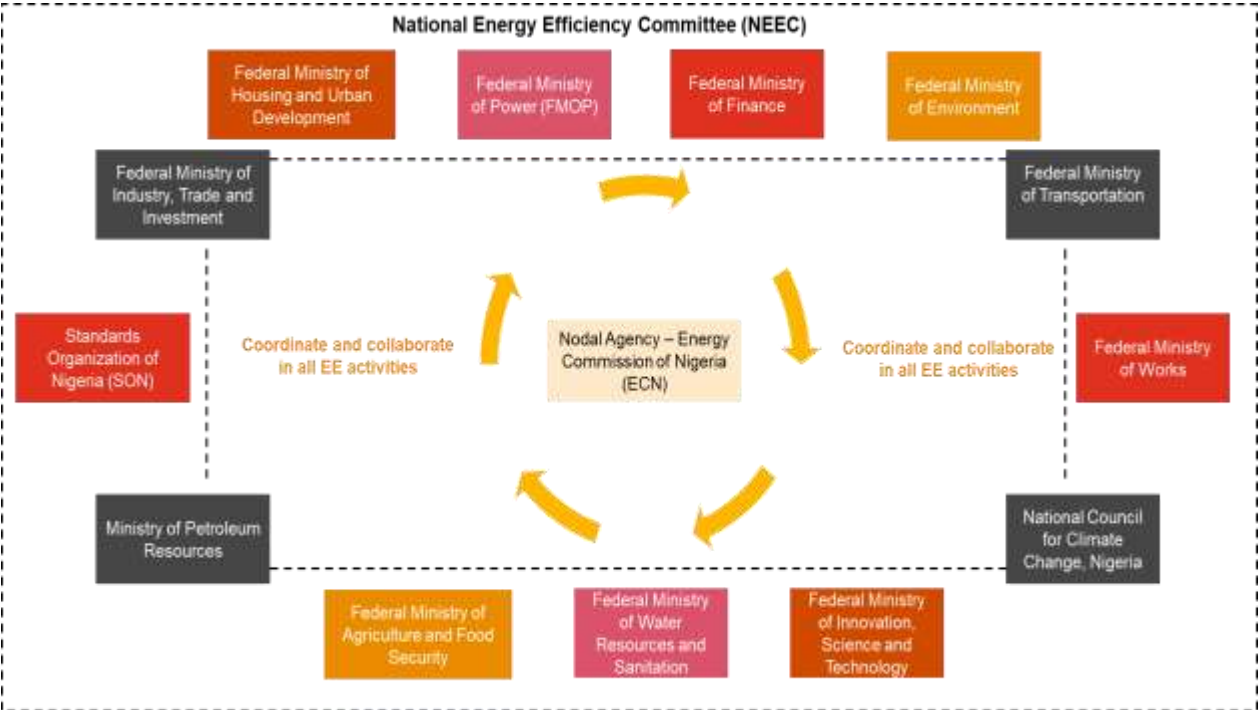 National Energy Efficiency Committee (NEEC)
Federal Ministry of
Housing and Urban
Development
Federal Ministry
of Power (FMOP)
Federal Ministry
of Finance
Federal Ministry
of Environment
Federal Ministry of
Industry, Trade and
Investment
Federal Ministry
of Transportation
Standards
Organization of
Nigeria (SON)
Coordinate and collaborate
in all EE activities
Nodal Agency – Energy
Commission of Nigeria
(ECN)
Coordinate and collaborate
in all EE activities
Federal Ministry
of Works
Ministry of Petroleum
Resources
National Council
for Climate
Change, Nigeria
Federal Ministry of
Agriculture and Food
Security
Federal Ministry
of Water
Resources and
Sanitation
Federal Ministry
of Innovation,
Science and
Technology